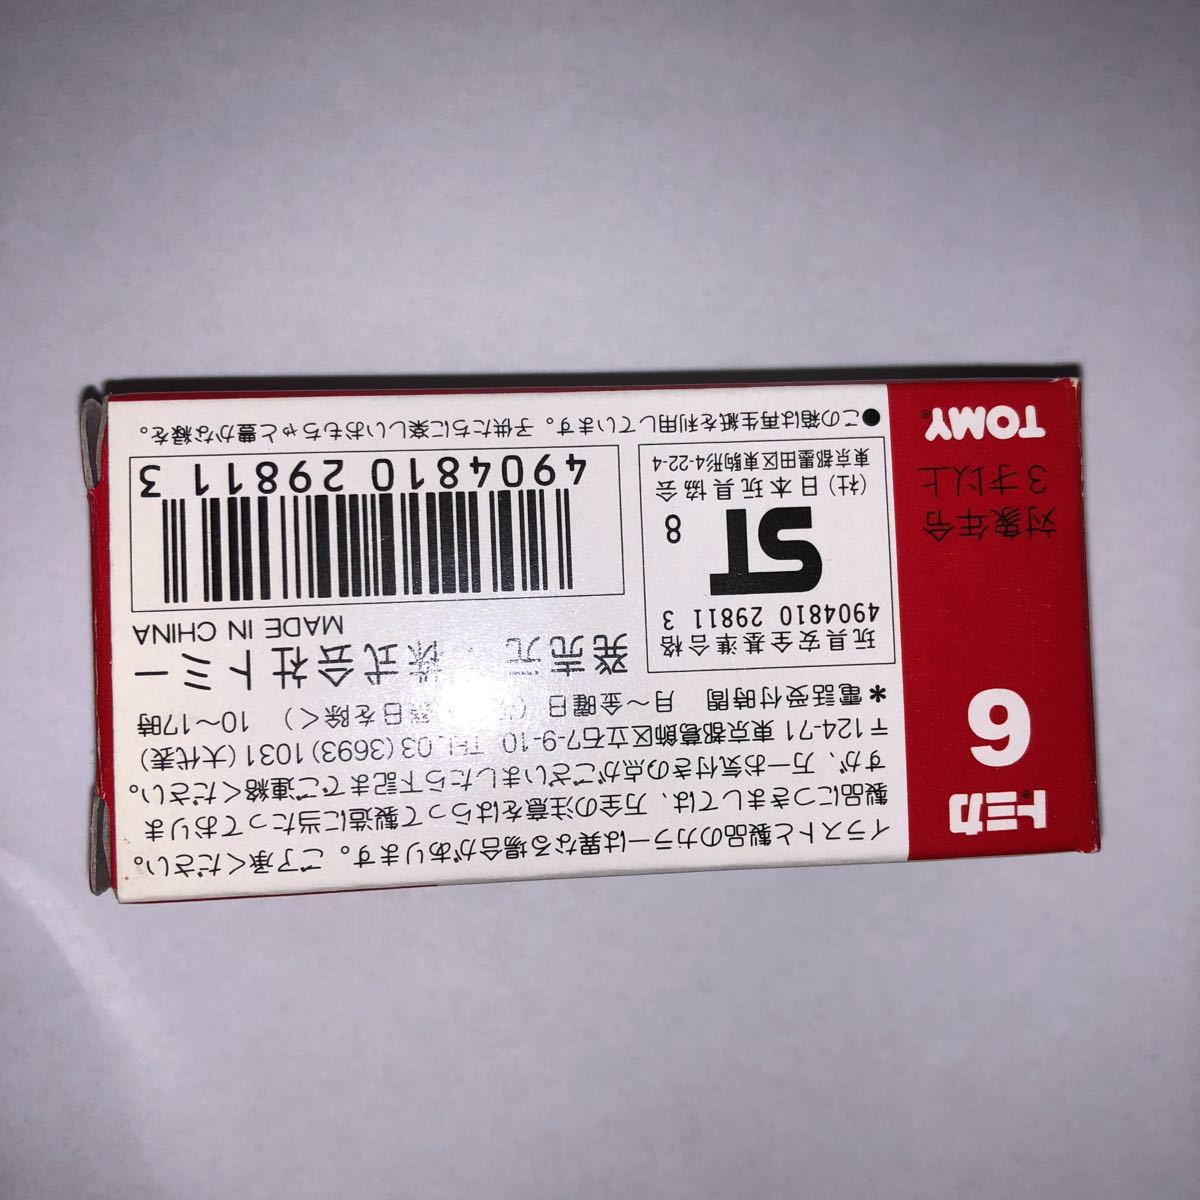 トミカ
対象年令
3才以上
TOMY®
イラストと製品のカラーは異なる場合があります。ご了承ください。
製品につきましては、万全の注意をはらって製造に当たっておりま
すが、万一お気付きの点がございましたら下記までご連絡ください。
〒124-71 東京都葛飾区立石7-9-10 TEL 03(3693)1031(大代表)
*電話受付時間 月〜金曜日 日を除く) 10〜17時
玩具安全基準合格
4904810 29811 3
ST
8
(社)日本玩具協会
東京都墨田区東駒形4-22-4
発売元 株式会社トミー
MADE IN CHINA
4904810 29811 3
●この箱は再生紙を利用しています。子供たちに楽しいおもちゃと豊かな緑を。